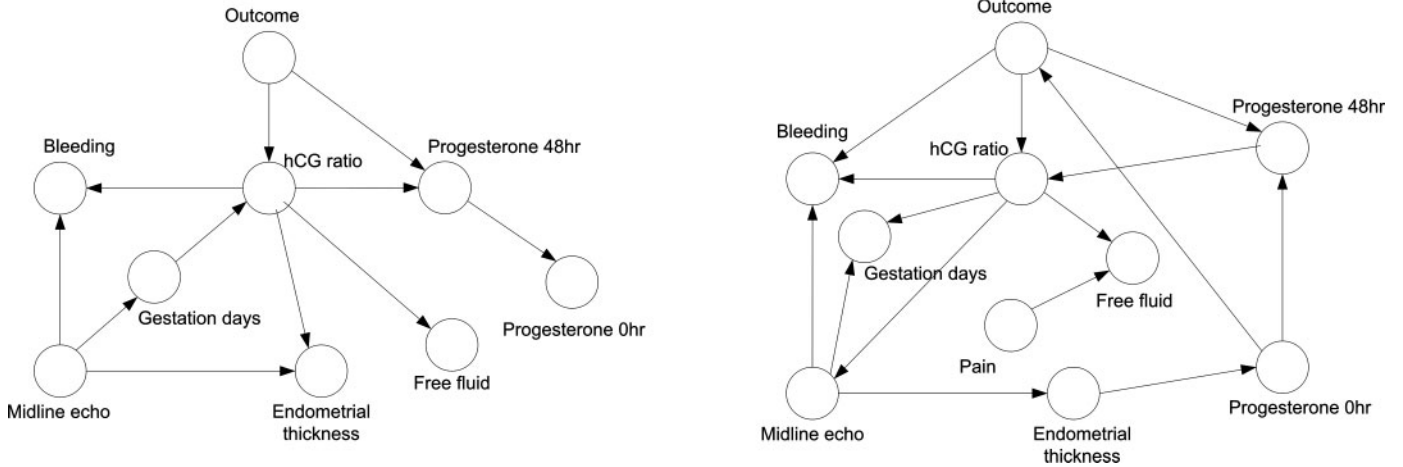 Outcome
Bleeding
hCG ratio
Progesterone 48hr
Gestation days
Progesterone 0hr
Free fluid
Midline echo
Endometrial
thickness
Outcome
Progesterone 48hr
Bleeding
hCG ratio
Gestation days
Free fluid
Pain
Progesterone 0hr
Midline echo
Endometrial
thickness